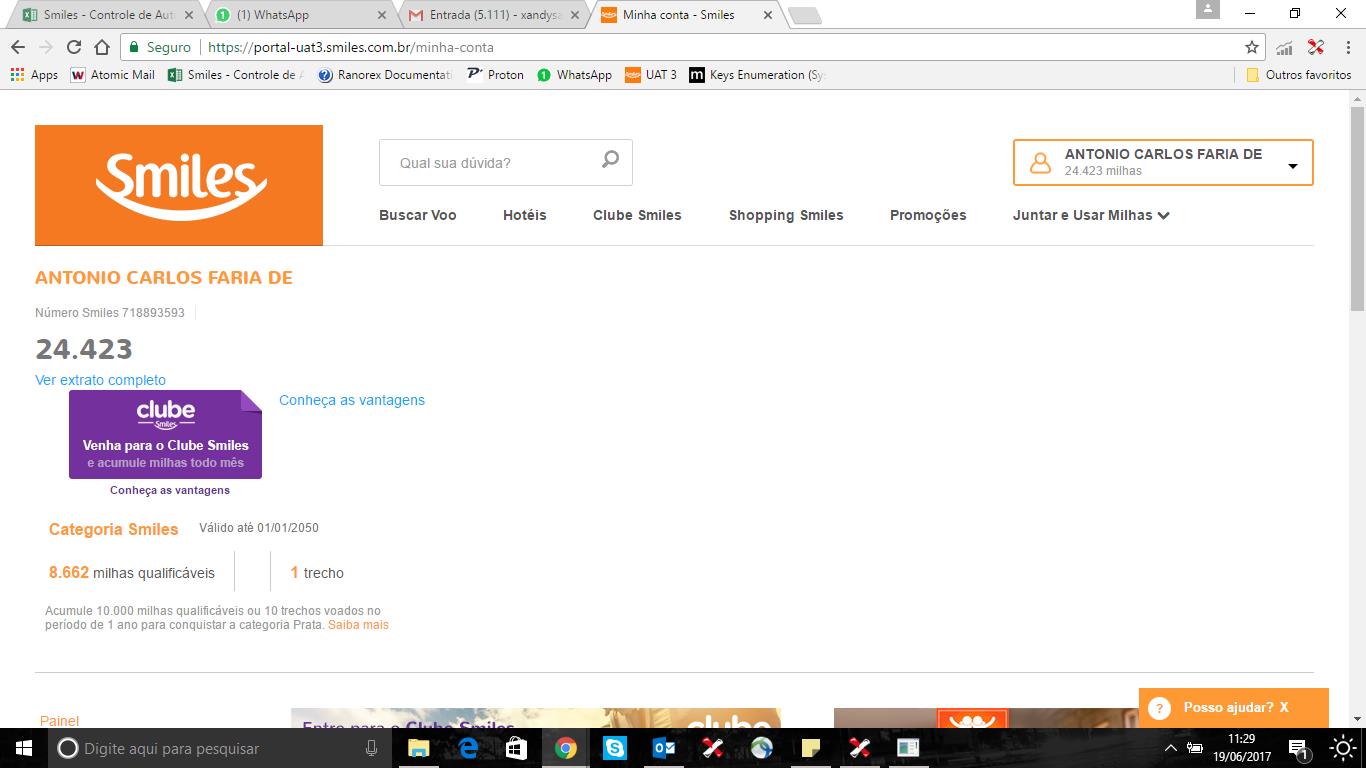 Smiles - Controle de Aut
(1) WhatsApp
Entrada (5.111) - xandysa
Minha conta - Smiles
Seguro
https://portal-uat3.smiles.com.br/minha-conta
Apps
Atomic Mail
Smiles - Controle de A
Ranorex Documentati
Proton
WhatsApp
UAT 3
Keys Enumeration (Sy
Outros favoritos
Smiles
Qual sua dúvida?
ANTONIO CARLOS FARIA DE
24.423 milhas
Buscar Voo
Hotéis
Clube Smiles
Shopping Smiles
Promoções
Juntar e Usar Milhas
ANTONIO CARLOS FARIA DE
Número Smiles 718893593
24.423
Ver extrato completo
clube
Smiles
Venha para o Clube Smiles
e acumule milhas todo mês
Conheça as vantagens
Conheça as vantagens
Categoria Smiles
Válido até 01/01/2050
8.662 milhas qualificáveis
1 trecho
Acumule 10.000 milhas qualificáveis ou 10 trechos voados no
período de 1 ano para conquistar a categoria Prata. Saiba mais
Painel
Entre para o Clube Smiles
clube
Posso ajudar? X
Digite aqui para pesquisar
11:29
19/06/2017
1